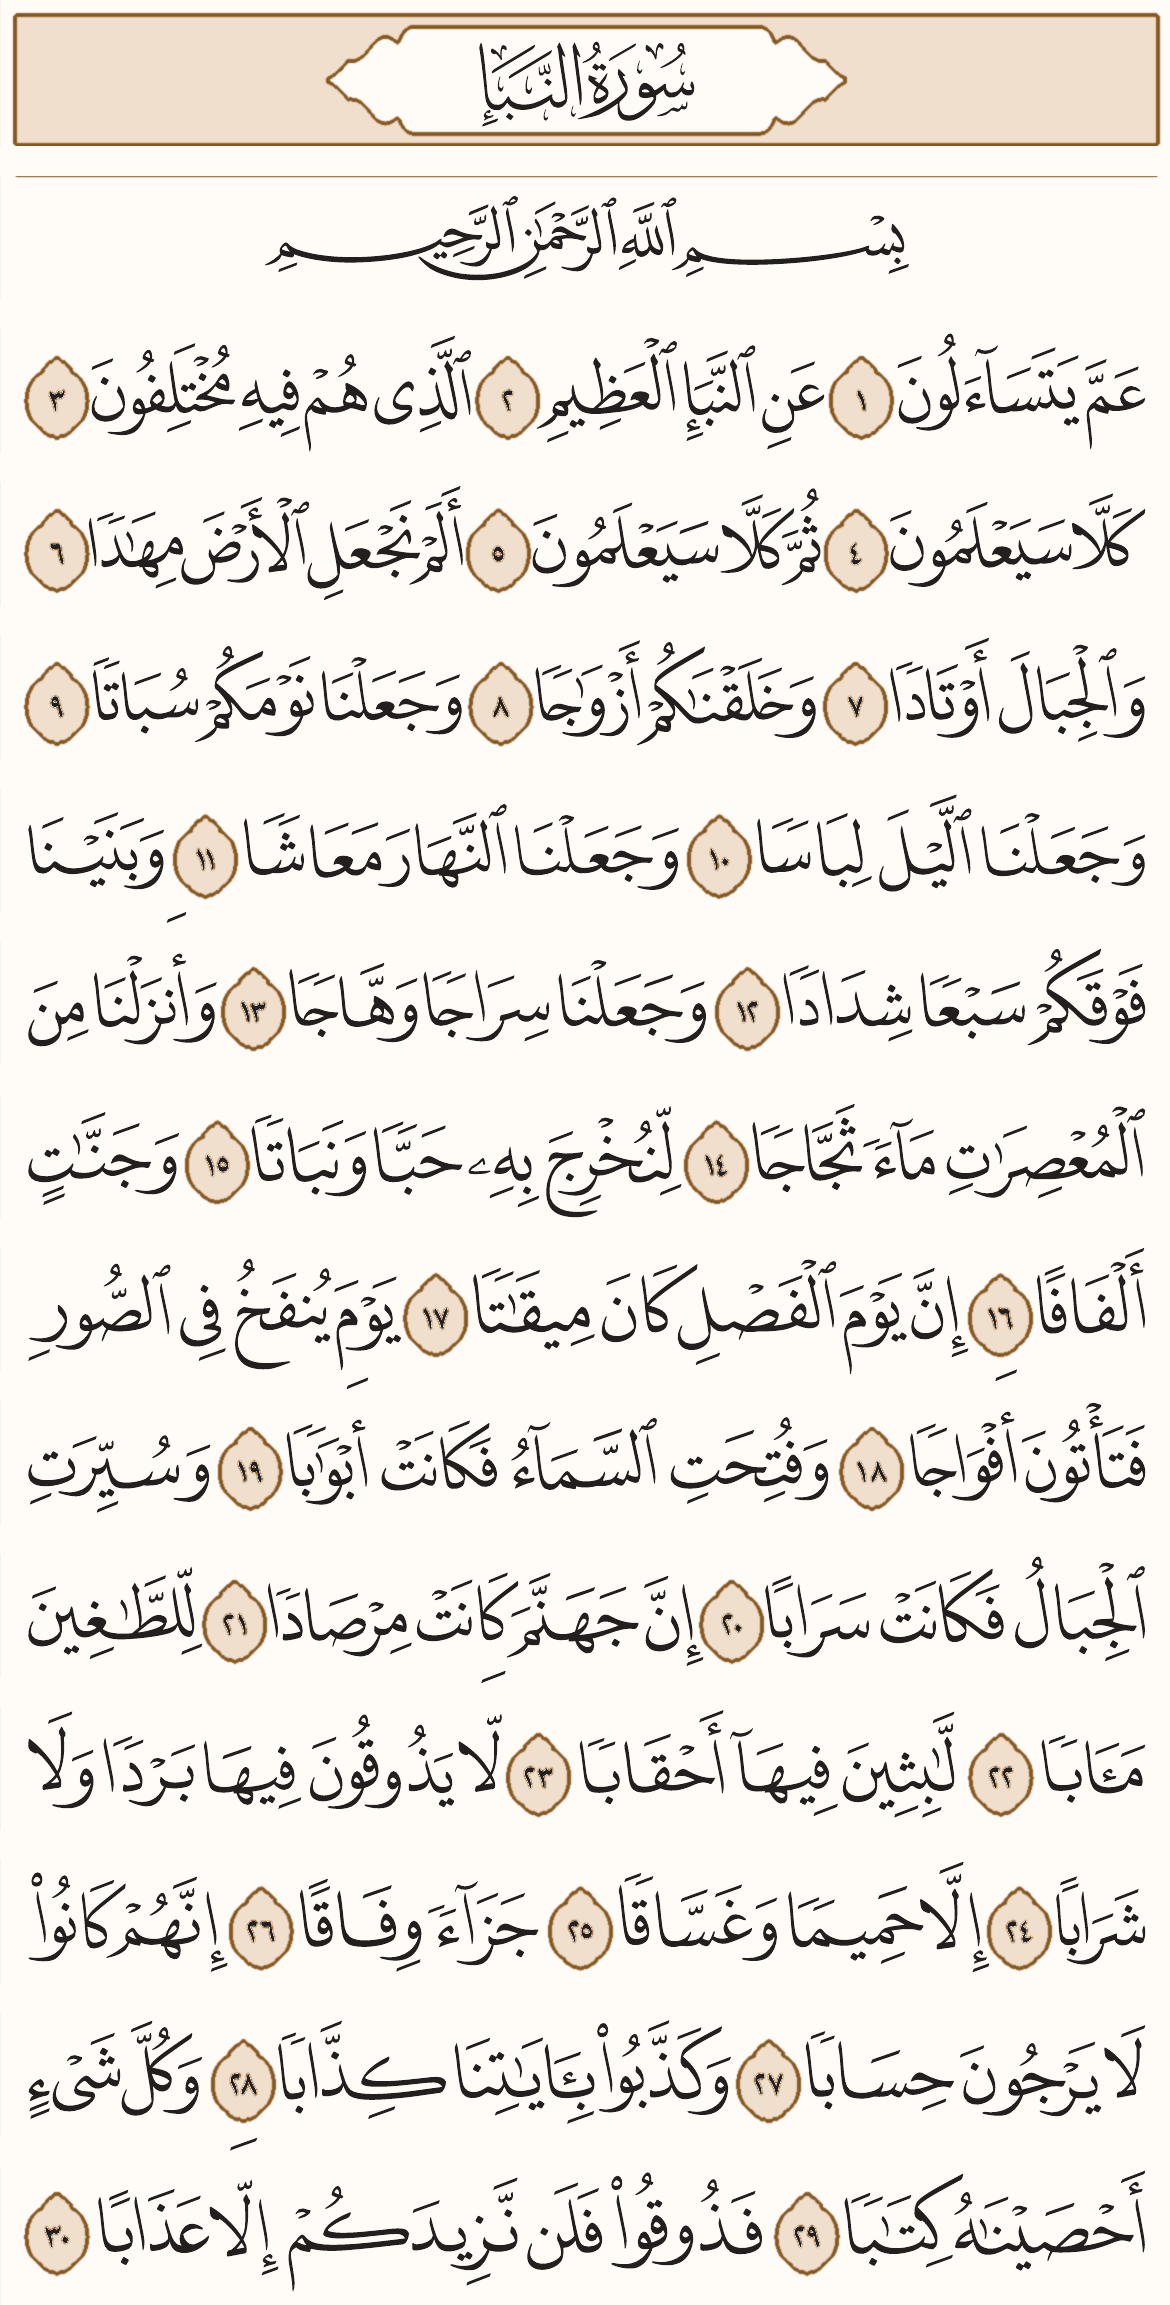 سُورَةُ النَّبَإِ
بِسْمِ ٱللَّهِ ٱلرَّحْمَٰنِ ٱلرَّحِيمِ
عَمَّ يَتَسَآءَلُونَ ١ عَنِ ٱلنَّبَإِ ٱلْعَظِيمِ ٢ ٱلَّذِى هُمْ فِيهِ مُخْتَلِفُونَ ٣
كَلَّا سَيَعْلَمُونَ ٤ ثُمَّ كَلَّا سَيَعْلَمُونَ ٥ أَلَمْ نَجْعَلِ ٱلْأَرْضَ مِهَٰدًا ٦
وَٱلْجِبَالَ أَوْتَادًا ٧ وَخَلَقْنَٰكُمْ أَزْوَٰجًا ٨ وَجَعَلْنَا نَوْمَكُمْ سُبَاتًا ٩
وَجَعَلْنَا ٱلَّيْلَ لِبَاسًا ١٠ وَجَعَلْنَا ٱلنَّهَارَ مَعَاشًا ١١ وَبَنَيْنَا
فَوْقَكُمْ سَبْعًا شِدَادًا ١٢ وَجَعَلْنَا سِرَاجًا وَهَّاجًا ١٣ وَأَنزَلْنَا مِنَ
ٱلْمُعْصِرَٰتِ مَآءً ثَجَّاجًا ١٤ لِّنُخْرِجَ بِهِۦ حَبًّا وَنَبَاتًا ١٥ وَجَنَّٰتٍ
أَلْفَافًا ١٦ إِنَّ يَوْمَ ٱلْفَصْلِ كَانَ مِيقَٰتًا ١٧ يَوْمَ يُنفَخُ فِى ٱلصُّورِ
فَتَأْتُونَ أَفْوَاجًا ١٨ وَفُتِحَتِ ٱلسَّمَآءُ فَكَانَتْ أَبْوَٰبًا ١٩ وَسُيِّرَتِ
ٱلْجِبَالُ فَكَانَتْ سَرَابًا ٢٠ إِنَّ جَهَنَّمَ كَانَتْ مِرْصَادًا ٢١ لِّلطَّٰغِينَ
مَـَٔابًا ٢٢ لَّٰبِثِينَ فِيهَآ أَحْقَابًا ٢٣ لَّا يَذُوقُونَ فِيهَا بَرْدًا وَلَا
شَرَابًا ٢٤ إِلَّا حَمِيمًا وَغَسَّاقًا ٢٥ جَزَآءً وِفَاقًا ٢٦ إِنَّهُمْ كَانُوا۟
لَا يَرْجُونَ حِسَابًا ٢٧ وَكَذَّبُوا۟ بِـَٔايَٰتِنَا كِذَّابًا ٢٨ وَكُلَّ شَىْءٍ
أَحْصَيْنَٰهُ كِتَٰبًا ٢٩ فَذُوقُوا۟ فَلَن نَّزِيدَكُمْ إِلَّا عَذَابًا ٣٠